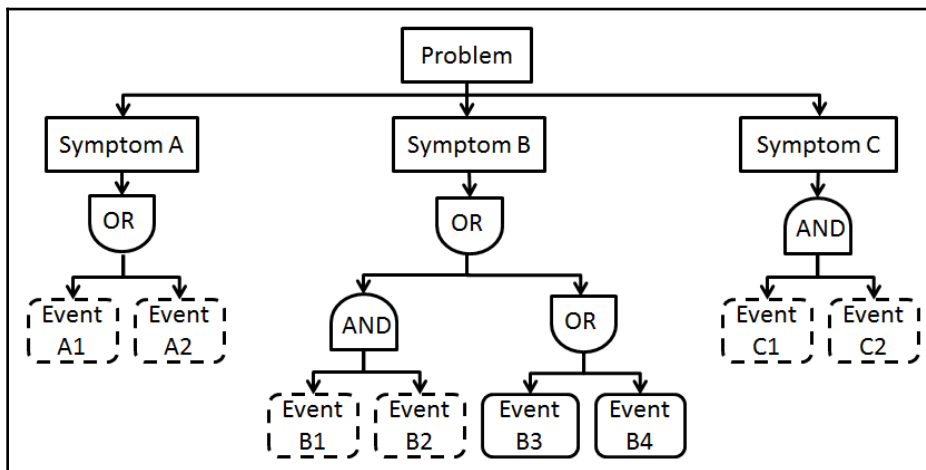 Problem
Symptom A
Symptom B
Symptom C
OR
OR
AND
Event
A1
Event
A2
AND
OR
Event
C1
Event
C2
Event
B1
Event
B2
Event
B3
Event
B4